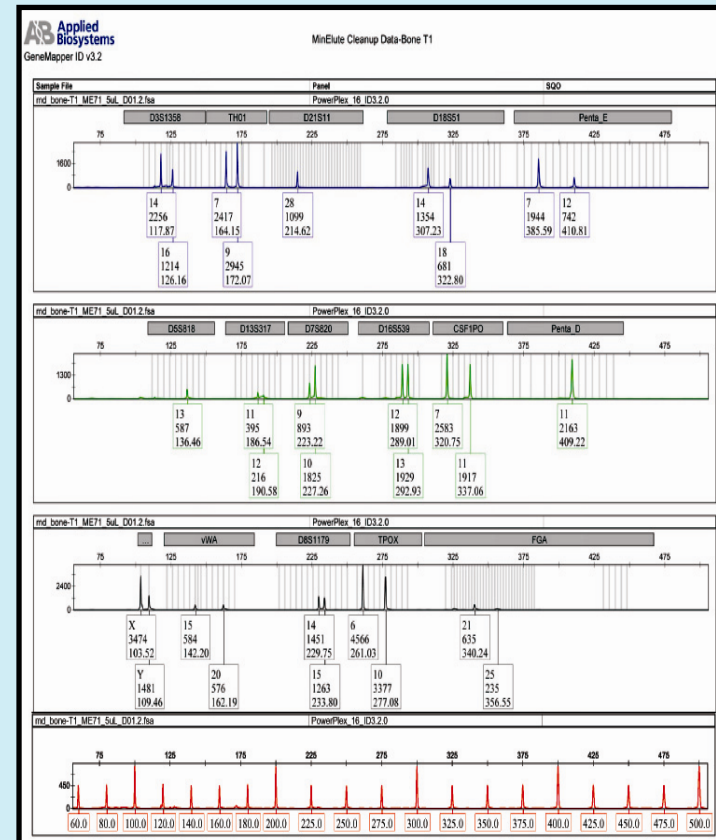 AB Applied Biosystems
MinElute Cleanup Data-Bone T1
GeneMapper ID v3.2
Sample File Panel SQO
md_bone-T1_ME71_5uL_D01.2.fsa PowerPlex_16_ID3.2.0
D3S1358 TH01 D21S11 D18S51 Penta_E
75 125 175 225 275 325 375 425 475
1600
0
14 7 28 14 7 12
2256 2417 1099 1354 1944 742
117.87 164.15 214.62 307.23 385.59 410.81
16 9 18
1214 2945 681
126.16 172.07 322.80
md_bone-T1_ME71_5uL_D01.2.fsa PowerPlex_16_ID3.2.0
D5S818 D13S317 D7S820 D16S539 CSF1PO Penta_D
75 125 175 225 275 325 375 425 475
1300
0
13 11 9 12 7 11
587 395 893 1899 2583 2163
136.46 186.54 223.22 289.01 320.75 409.22
12 10 13 11
216 1825 1929 1917
190.58 227.26 292.93 337.06
md_bone-T1_ME71_5uL_D01.2.fsa PowerPlex_16_ID3.2.0
... vWA D8S1179 TPOX FGA
75 125 175 225 275 325 375 425 475
2400
0
X 15 14 6 21
3474 584 1451 4566 635
103.52 142.20 229.75 261.03 340.24
Y 20 15 10 25
1481 576 1263 3377 235
109.46 162.19 233.80 277.08 356.55
md_bone-T1_ME71_5uL_D01.2.fsa PowerPlex_16_ID3.2.0
75 125 175 225 275 325 375 425 475
450
0
60.0 80.0 100.0 120.0 140.0 160.0 180.0 200.0 225.0 250.0 275.0 300.0 325.0 350.0 375.0 400.0 425.0 450.0 475.0 500.0